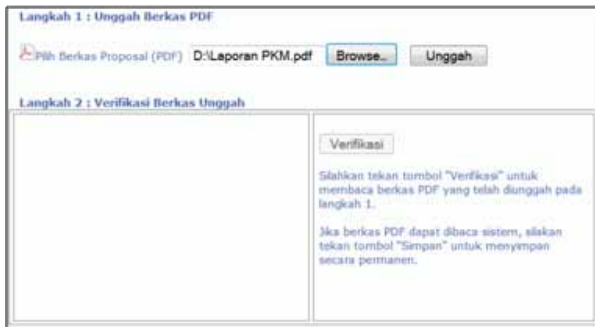 Langkah 1 : Unggah Berkas PDF
Pilih Berkas Proposal (PDF) D:\Laporan PKM.pdf Browse... Unggah
Langkah 2 : Verifikasi Berkas Unggah
Verifikasi
Silahkan tekan tombol "Verifikasi" untuk
membaca berkas PDF yang telah diunggah pada
langkah 1.
Jika berkas PDF dapat dibaca sistem, silakan
tekan tombol "Simpan" untuk menyimpan
secara permanen.